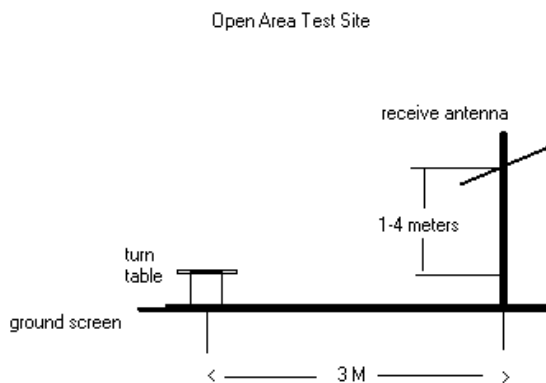 Open Area Test Site
receive antenna
1-4 meters
turn
table
ground screen
3 M